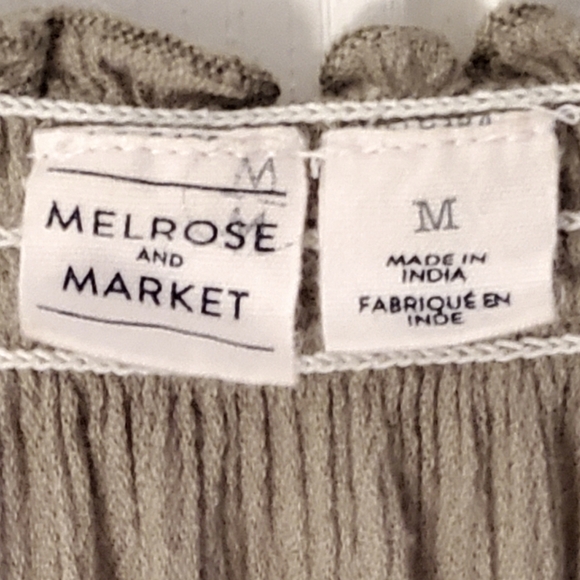 M
MELROSE
AND
MARKET
M
MADE IN
INDIA
FABRIQUÉ EN
INDE